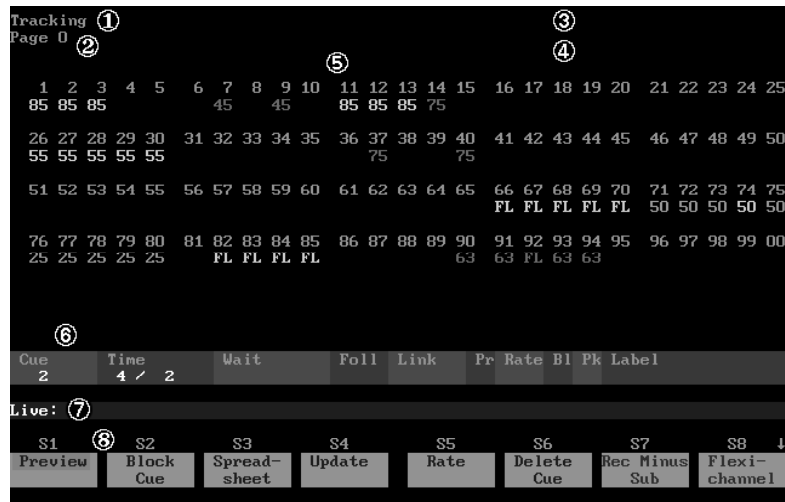 Tracking ①
Page 0 ②
③
④
⑤
1 2 3 4 5 6 7 8 9 10 11 12 13 14 15 16 17 18 19 20 21 22 23 24 25
85 85 85 45 45 85 85 85 75
26 27 28 29 30 31 32 33 34 35 36 37 38 39 40 41 42 43 44 45 46 47 48 49 50
55 55 55 55 55 75 75
51 52 53 54 55 56 57 58 59 60 61 62 63 64 65 66 67 68 69 70 71 72 73 74 75
FL FL FL FL FL 50 50 50 50 50
76 77 78 79 80 81 82 83 84 85 86 87 88 89 90 91 92 93 94 95 96 97 98 99 00
25 25 25 25 25 FL FL FL FL 63 63 FL 63 63
⑥
Cue Time Wait Foll Link Pr Rate Bl Pk Label
2 4 / 2
Live: ⑦
S1 ⑧ S2 S3 S4 S5 S6 S7 S8 ↓
Preview Block Spread- Update Rate Delete Rec Minus Flexi-
Cue sheet Cue Sub channel